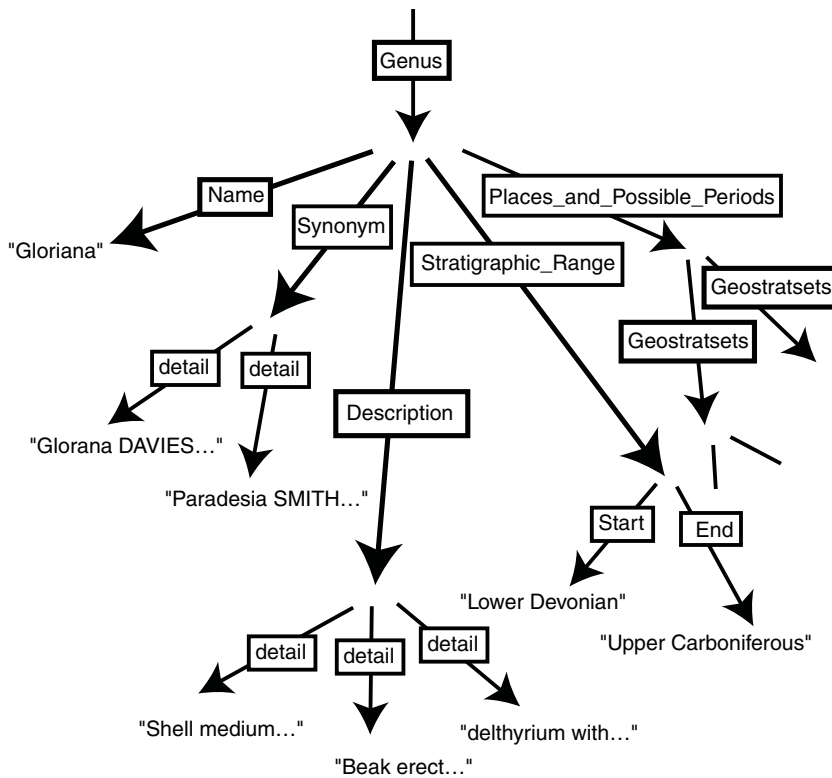 Genus
Name
Places_and_Possible_Periods
Synonym
"Gloriana"
Stratigraphic_Range
Geostratsets
Geostratsets
detail
detail
Description
"Glorana DAVIES…"
"Paradesia SMITH…"
Start
End
"Lower Devonian"
"Upper Carboniferous"
detail
detail
detail
"Shell medium…"
"delthyrium with…"
"Beak erect…"